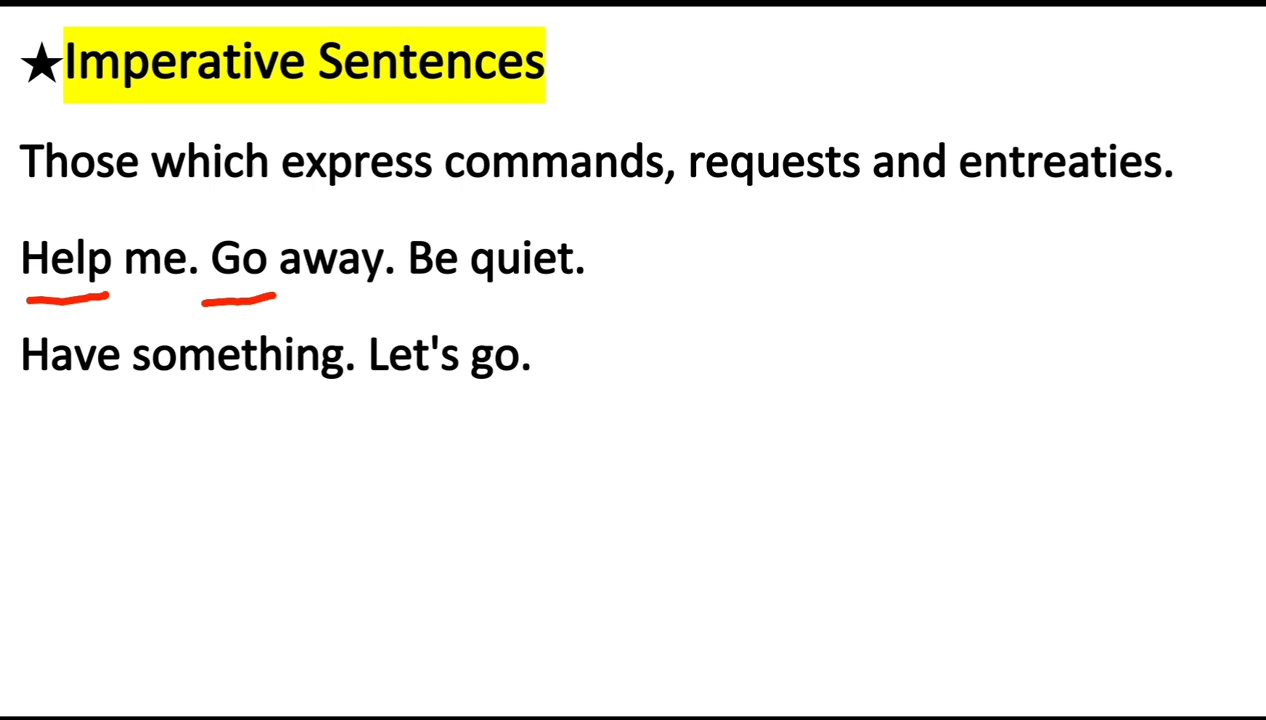 ★Imperative Sentences
Those which express commands, requests and entreaties.
Help me. Go away. Be quiet.
Have something. Let's go.